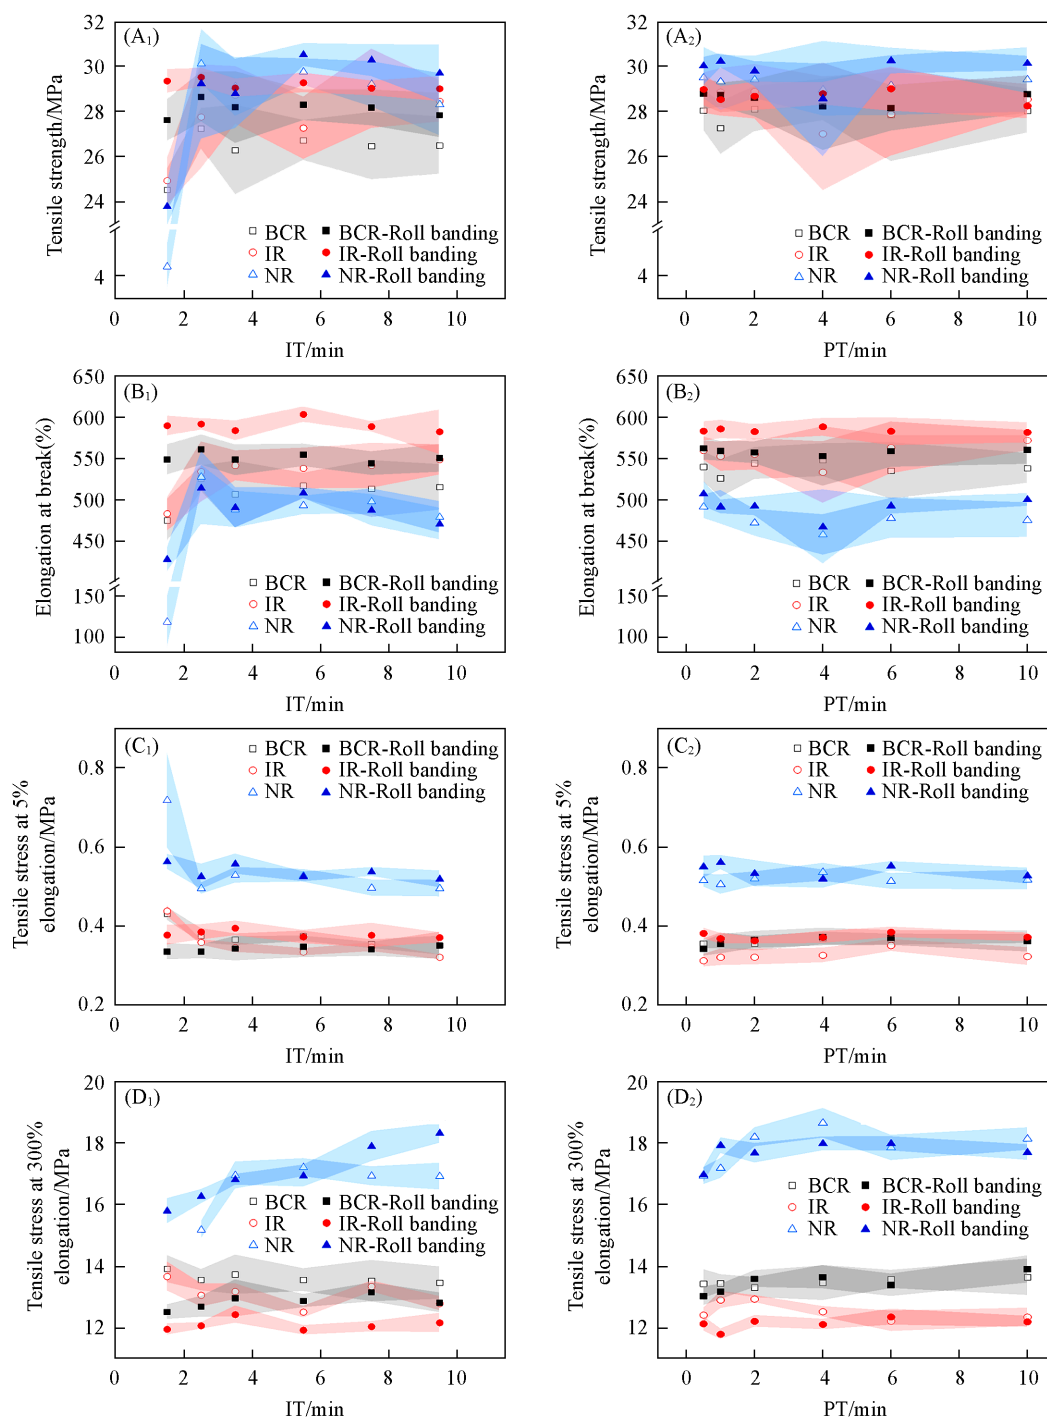 (A₁)
32
30
28
26
24
4
Tensile strength/MPa
BCR
BCR-Roll banding
IR
IR-Roll banding
NR
NR-Roll banding
0 2 4 6 8 10
IT/min
(A₂)
32
30
28
26
24
4
Tensile strength/MPa
BCR
BCR-Roll banding
IR
IR-Roll banding
NR
NR-Roll banding
0 2 4 6 8 10
PT/min
(B₁)
650
600
550
500
450
150
100
Elongation at break(%)
BCR
BCR-Roll banding
IR
IR-Roll banding
NR
NR-Roll banding
0 2 4 6 8 10
IT/min
(B₂)
650
600
550
500
450
150
100
Elongation at break(%)
BCR
BCR-Roll banding
IR
IR-Roll banding
NR
NR-Roll banding
0 2 4 6 8 10
PT/min
(C₁)
0.8
0.6
0.4
0.2
Tensile stress at 5%
elongation/MPa
BCR
BCR-Roll banding
IR
IR-Roll banding
NR
NR-Roll banding
0 2 4 6 8 10
IT/min
(C₂)
0.8
0.6
0.4
0.2
Tensile stress at 5%
elongation/MPa
BCR
BCR-Roll banding
IR
IR-Roll banding
NR
NR-Roll banding
0 2 4 6 8 10
PT/min
(D₁)
20
18
16
14
12
Tensile stress at 300%
elongation/MPa
BCR
BCR-Roll banding
IR
IR-Roll banding
NR
NR-Roll banding
0 2 4 6 8 10
IT/min
(D₂)
20
18
16
14
12
Tensile stress at 300%
elongation/MPa
BCR
BCR-Roll banding
IR
IR-Roll banding
NR
NR-Roll banding
0 2 4 6 8 10
PT/min